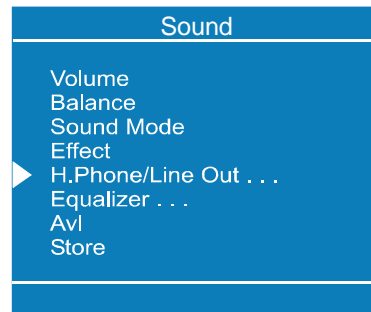 Sound
Volume
Balance
Sound Mode
Effect
H.Phone/Line Out . . .
Equalizer . . .
Avl
Store